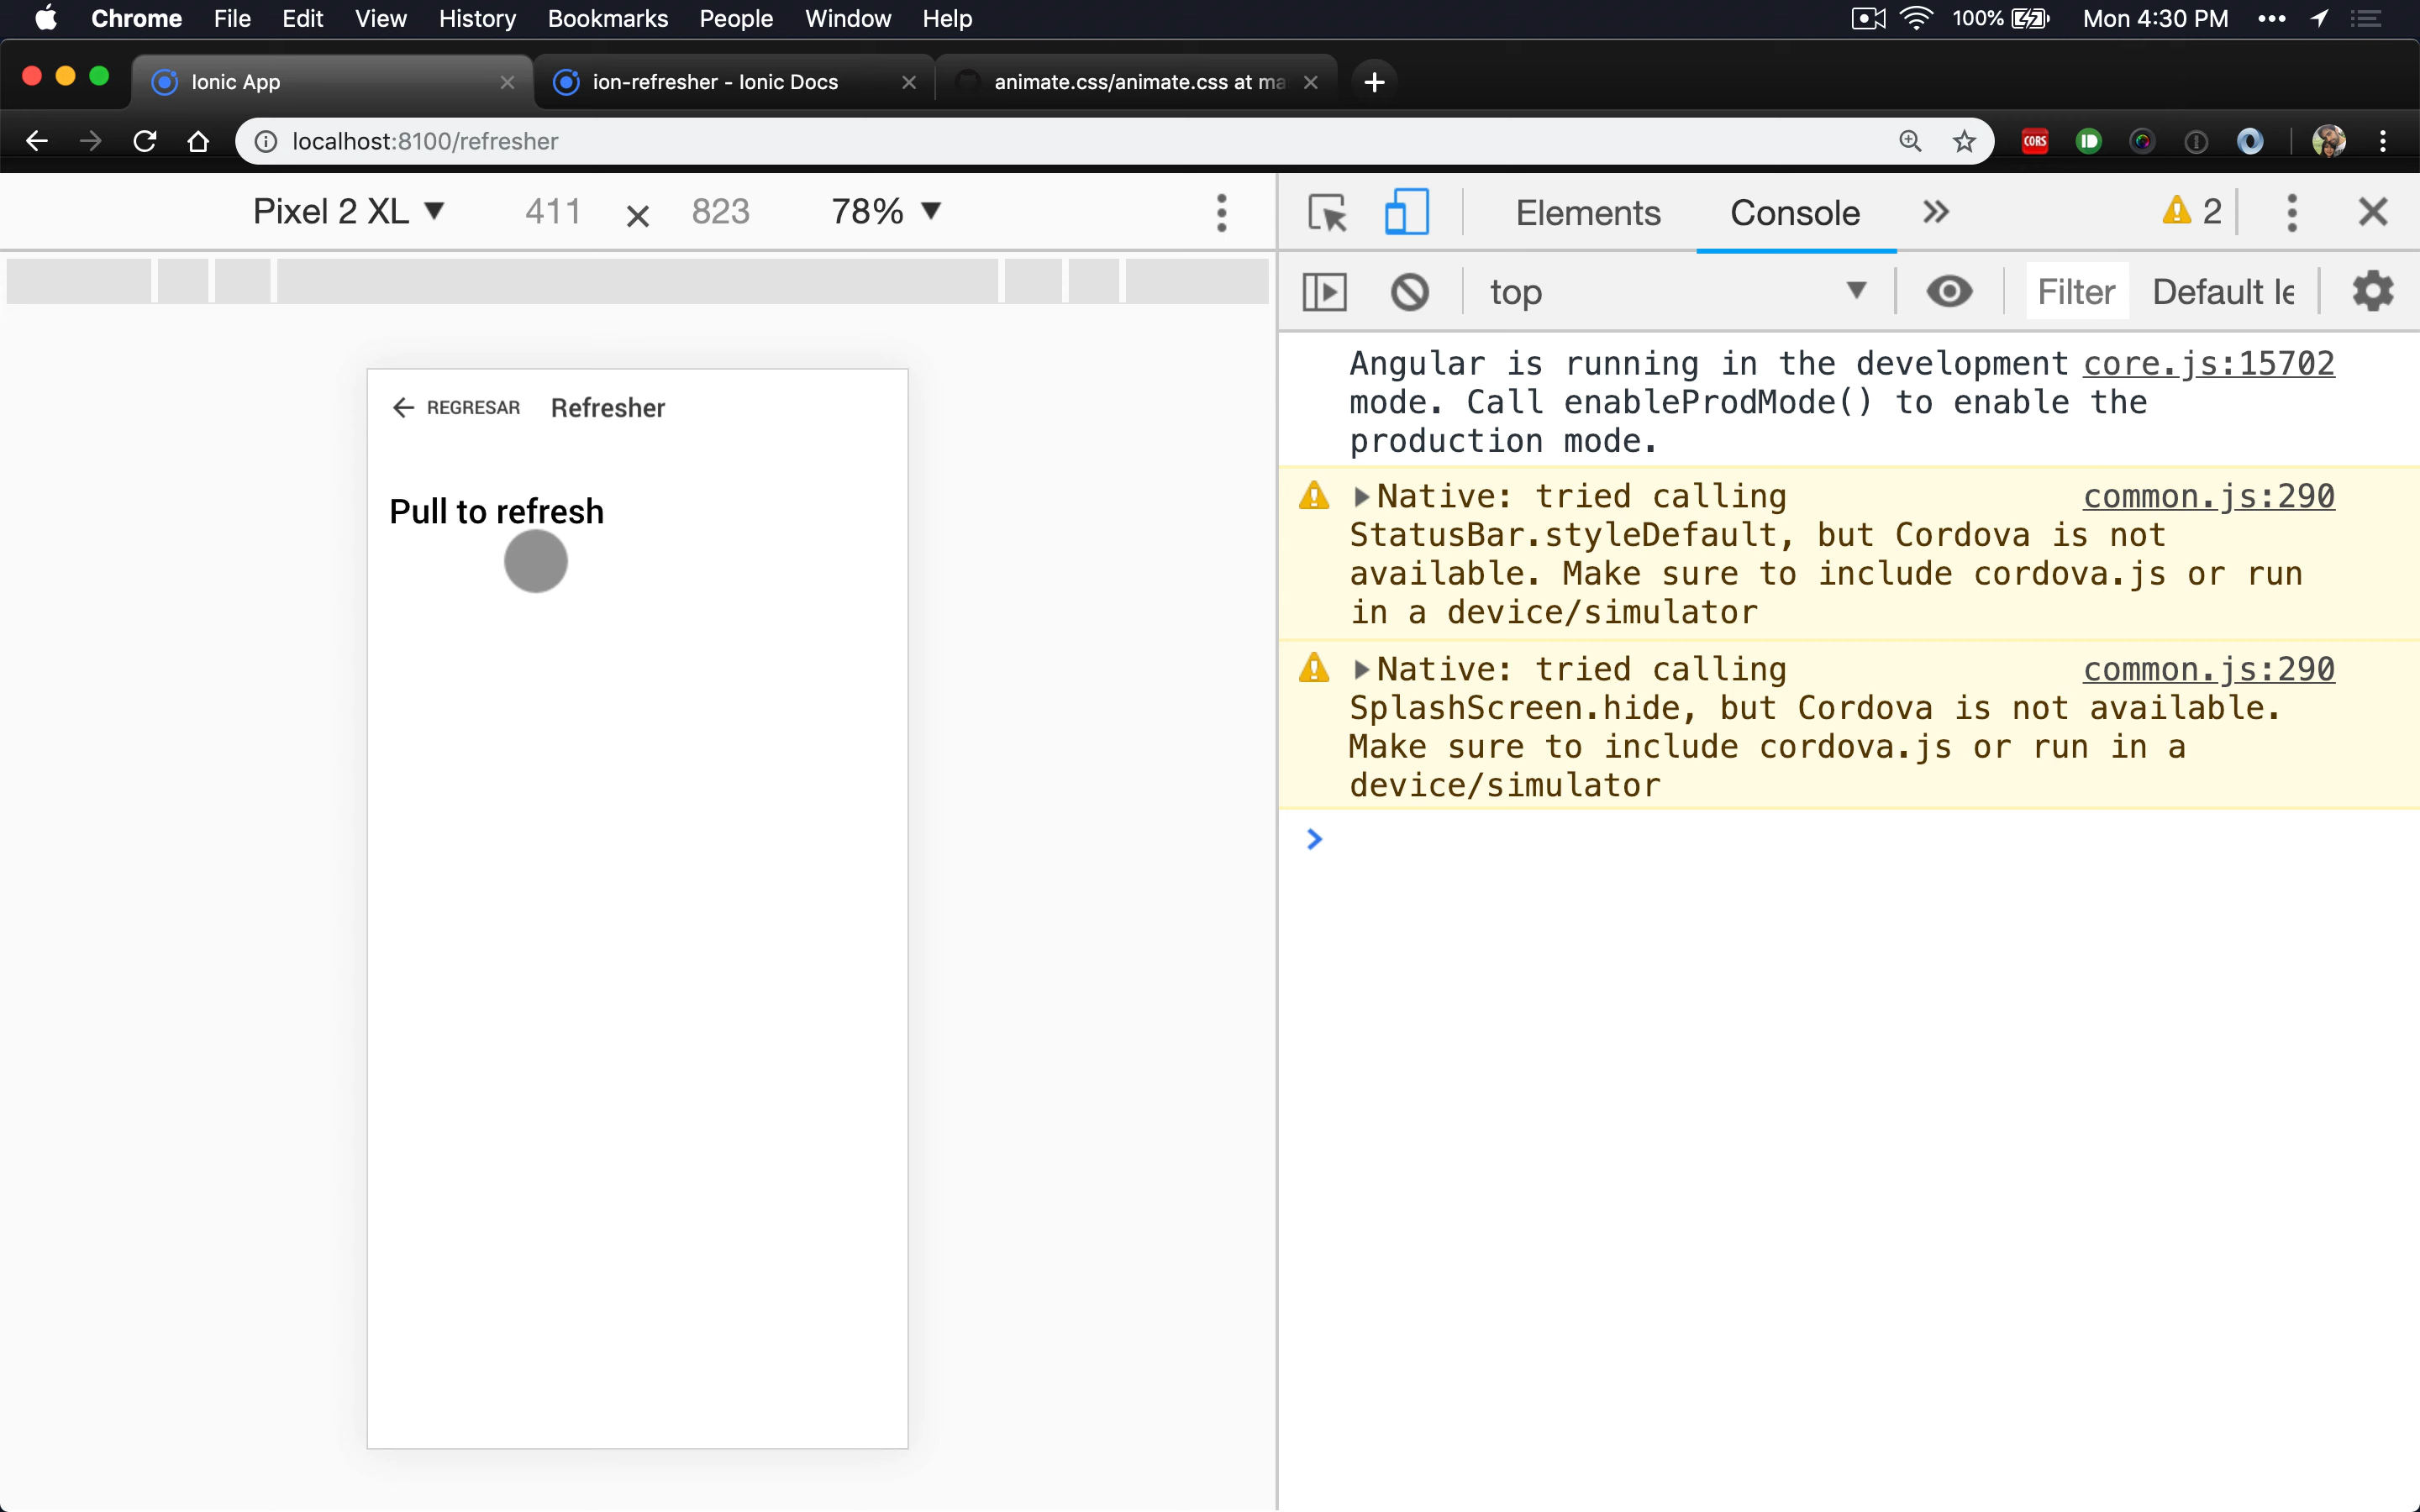 Chrome File Edit View History Bookmarks People Window Help 100% Mon 4:30 PM
Ionic App ion-refresher - Ionic Docs animate.css/animate.css at ma
localhost:8100/refresher CORS
Pixel 2 XL 411 × 823 78% Elements Console 2
top Filter Default le
REGRESAR Refresher
Pull to refresh
Angular is running in the development core.js:15702
mode. Call enableProdMode() to enable the
production mode.
Native: tried calling common.js:290
StatusBar.styleDefault, but Cordova is not
available. Make sure to include cordova.js or run
in a device/simulator
Native: tried calling common.js:290
SplashScreen.hide, but Cordova is not available.
Make sure to include cordova.js or run in a
device/simulator